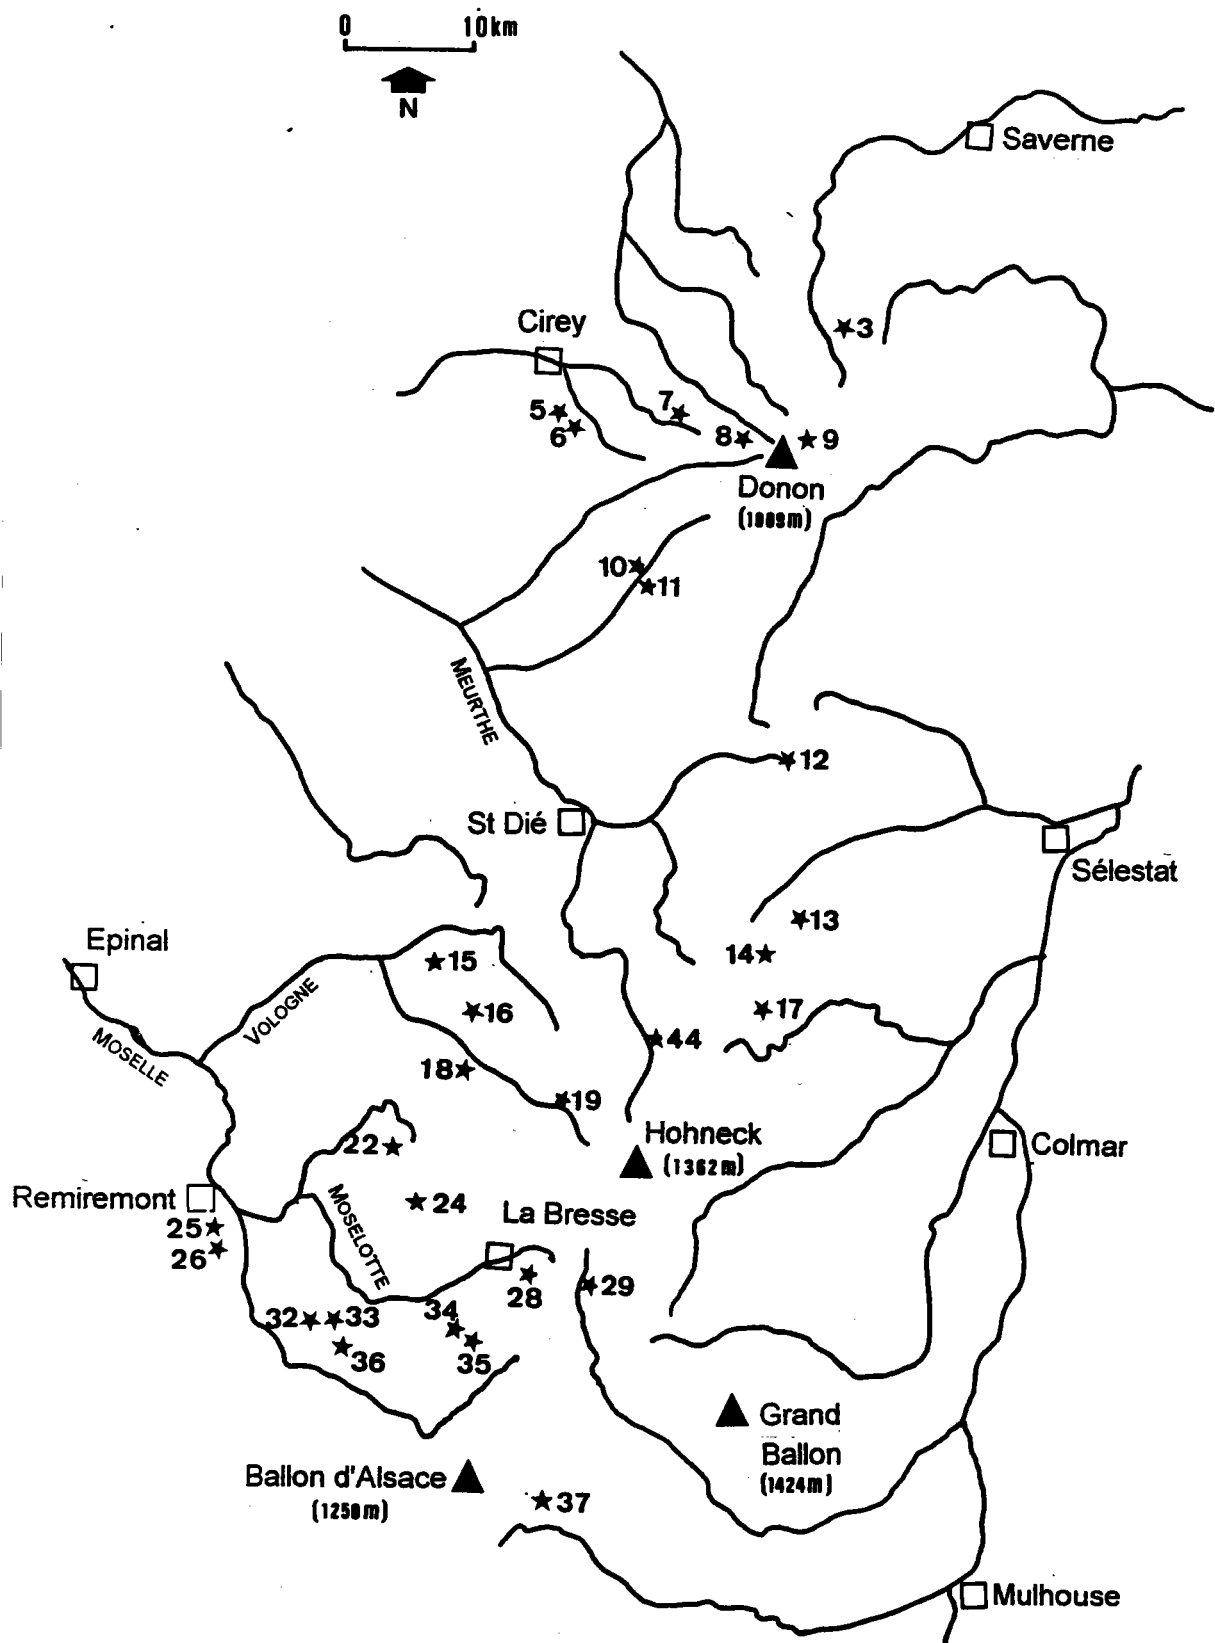 0 10km
N
Saverne
3
Cirey
5
6
7
8
9
Donon
(1009m)
10
11
MEURTHE
12
St Dié
Sélestat
13
14
Epinal
15
VOLOGNE
16
17
MOSELLE
44
18
19
Hohneck
(1362m)
Colmar
22
Remiremont
24
MOSELOTTE
La Bresse
25
26
28
29
32
33
34
35
36
Grand
Ballon
(1424m)
Ballon d'Alsace
(1250m)
37
Mulhouse